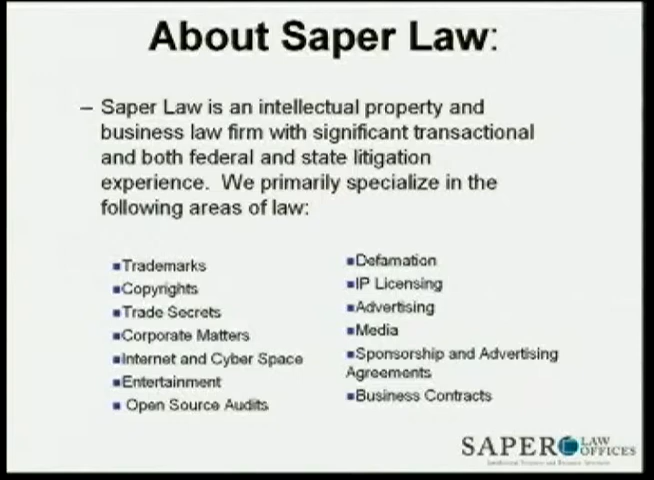 About Saper Law:
– Saper Law is an intellectual property and
business law firm with significant transactional
and both federal and state litigation
experience. We primarily specialize in the
following areas of law:
■Trademarks
■Copyrights
■Trade Secrets
■Corporate Matters
■Internet and Cyber Space
■Entertainment
■ Open Source Audits
■Defamation
■IP Licensing
■Advertising
■Media
■Sponsorship and Advertising
Agreements
■Business Contracts
SAPER LAW
OFFICES